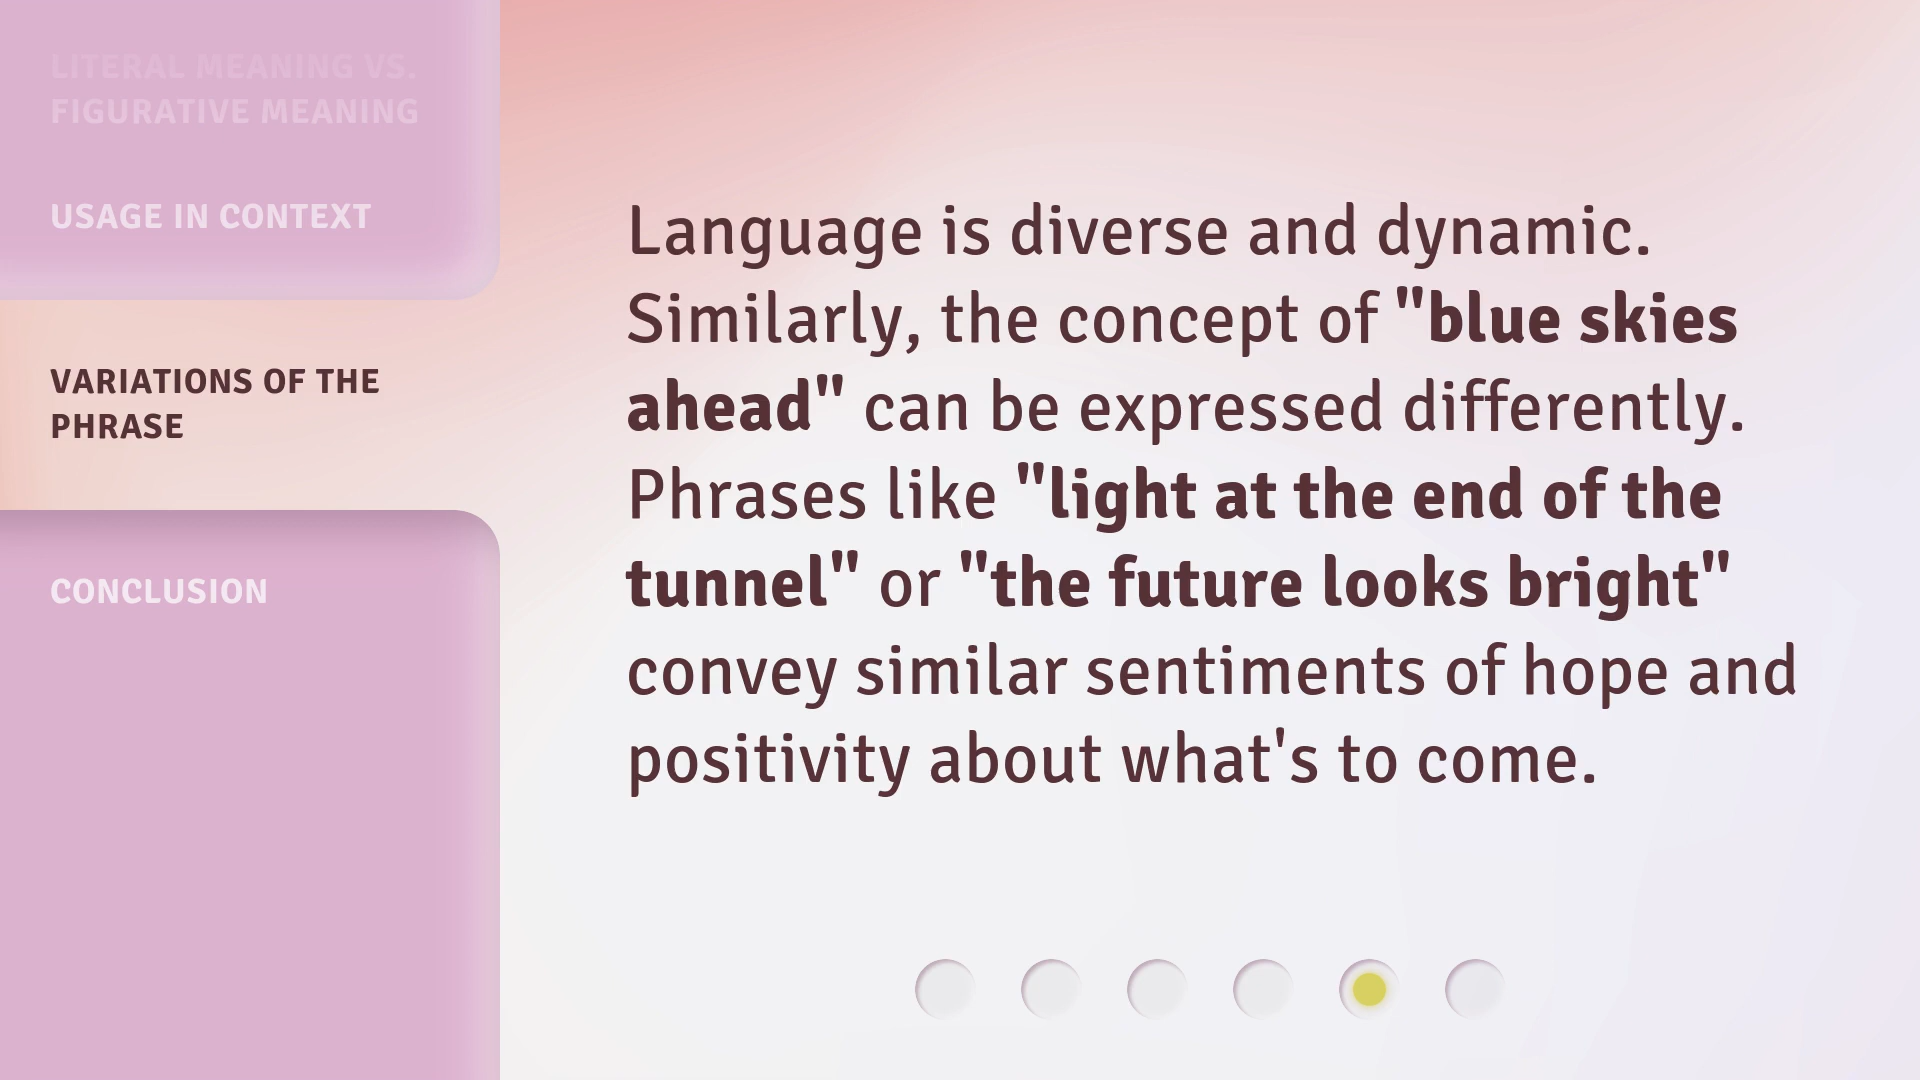 LITERAL MEANING VS.
FIGURATIVE MEANING
USAGE IN CONTEXT
VARIATIONS OF THE
PHRASE
CONCLUSION
Language is diverse and dynamic.
Similarly, the concept of "blue skies
ahead" can be expressed differently.
Phrases like "light at the end of the
tunnel" or "the future looks bright"
convey similar sentiments of hope and
positivity about what's to come.